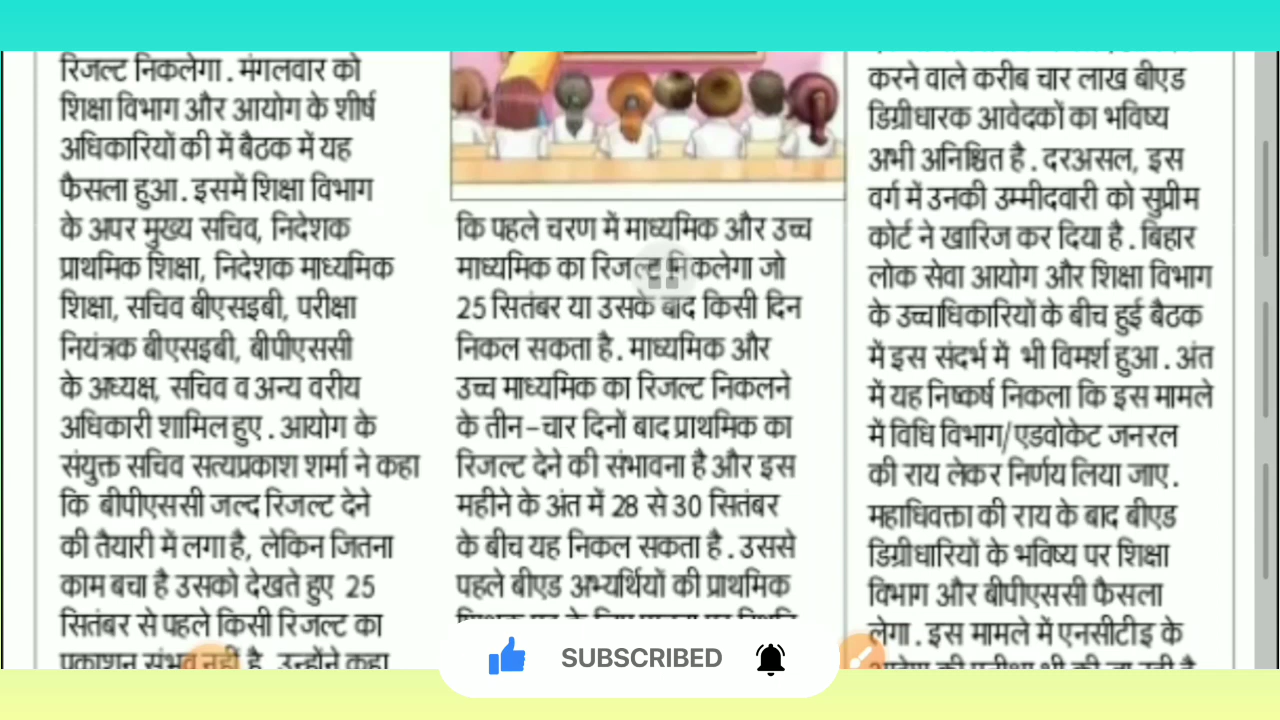 रिजल्ट निकलेगा. मंगलवार को
शिक्षा विभाग और आयोग के शीर्ष
अधिकारियों की में बैठक में यह
फैसला हुआ. इसमें शिक्षा विभाग
के अपर मुख्य सचिव, निदेशक
प्राथमिक शिक्षा, निदेशक माध्यमिक
शिक्षा, सचिव बीएसइबी, परीक्षा
नियंत्रक बीएसइबी, बीपीएससी
के अध्यक्ष, सचिव व अन्य वरीय
अधिकारी शामिल हुए. आयोग के
संयुक्त सचिव सत्यप्रकाश शर्मा ने कहा
कि बीपीएससी जल्द रिजल्ट देने
की तैयारी में लगा है, लेकिन जितना
काम बचा है उसको देखते हुए 25
सितंबर से पहले किसी रिजल्ट का
प्रकाशन संभव नहीं है. उन्होंने कहा
कि पहले चरण में माध्यमिक और उच्च
माध्यमिक का रिजल्ट निकलेगा जो
25 सितंबर या उसके बाद किसी दिन
निकल सकता है. माध्यमिक और
उच्च माध्यमिक का रिजल्ट निकलने
के तीन-चार दिनों बाद प्राथमिक का
रिजल्ट देने की संभावना है और इस
महीने के अंत में 28 से 30 सितंबर
के बीच यह निकल सकता है. उससे
पहले बीएड अभ्यर्थियों की प्राथमिक
करने वाले करीब चार लाख बीएड
डिग्रीधारक आवेदकों का भविष्य
अभी अनिश्चित है. दरअसल, इस
वर्ग में उनकी उम्मीदवारी को सुप्रीम
कोर्ट ने खारिज कर दिया है. बिहार
लोक सेवा आयोग और शिक्षा विभाग
के उच्चाधिकारियों के बीच हुई बैठक
में इस संदर्भ में भी विमर्श हुआ. अंत
में यह निष्कर्ष निकला कि इस मामले
में विधि विभाग/एडवोकेट जनरल
की राय लेकर निर्णय लिया जाए.
महाधिवक्ता की राय के बाद बीएड
डिग्रीधारियों के भविष्य पर शिक्षा
विभाग और बीपीएससी फैसला
लेगा. इस मामले में एनसीटीइ के
SUBSCRIBED